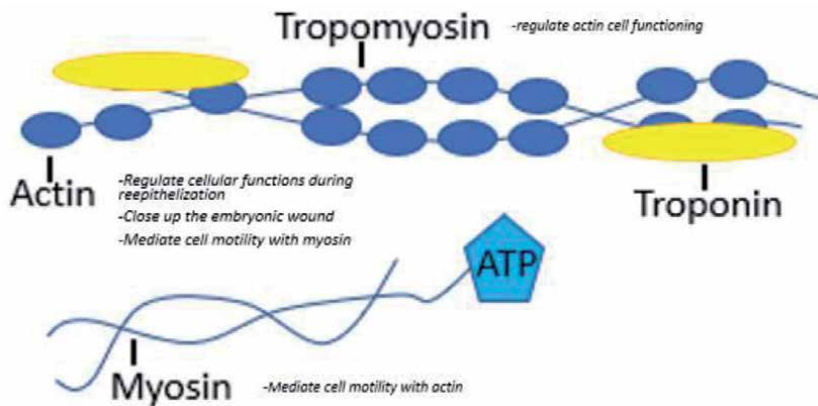 Tropomyosin
-regulate actin cell functioning
Actin
-Regulate cellular functions during
reepithelization
-Close up the embryonic wound
-Mediate cell motility with myosin
Troponin
ATP
Myosin
-Mediate cell motility with actin